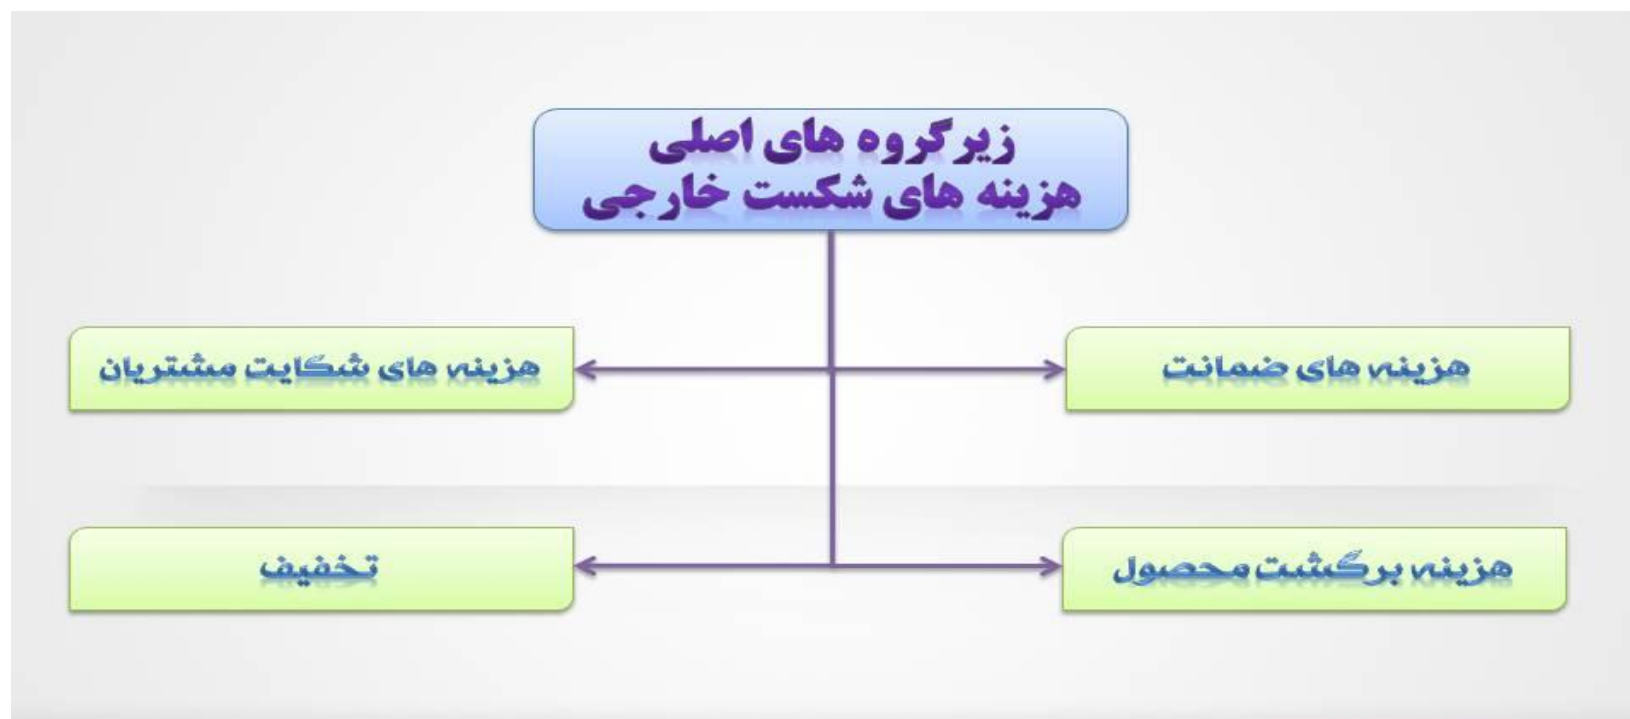 زیرگروه های اصلی
هزینه های شکست خارجی
هزینه های ضمانت
هزینه های شکایت مشتریان
هزینه برگشت محصول
تخفیف